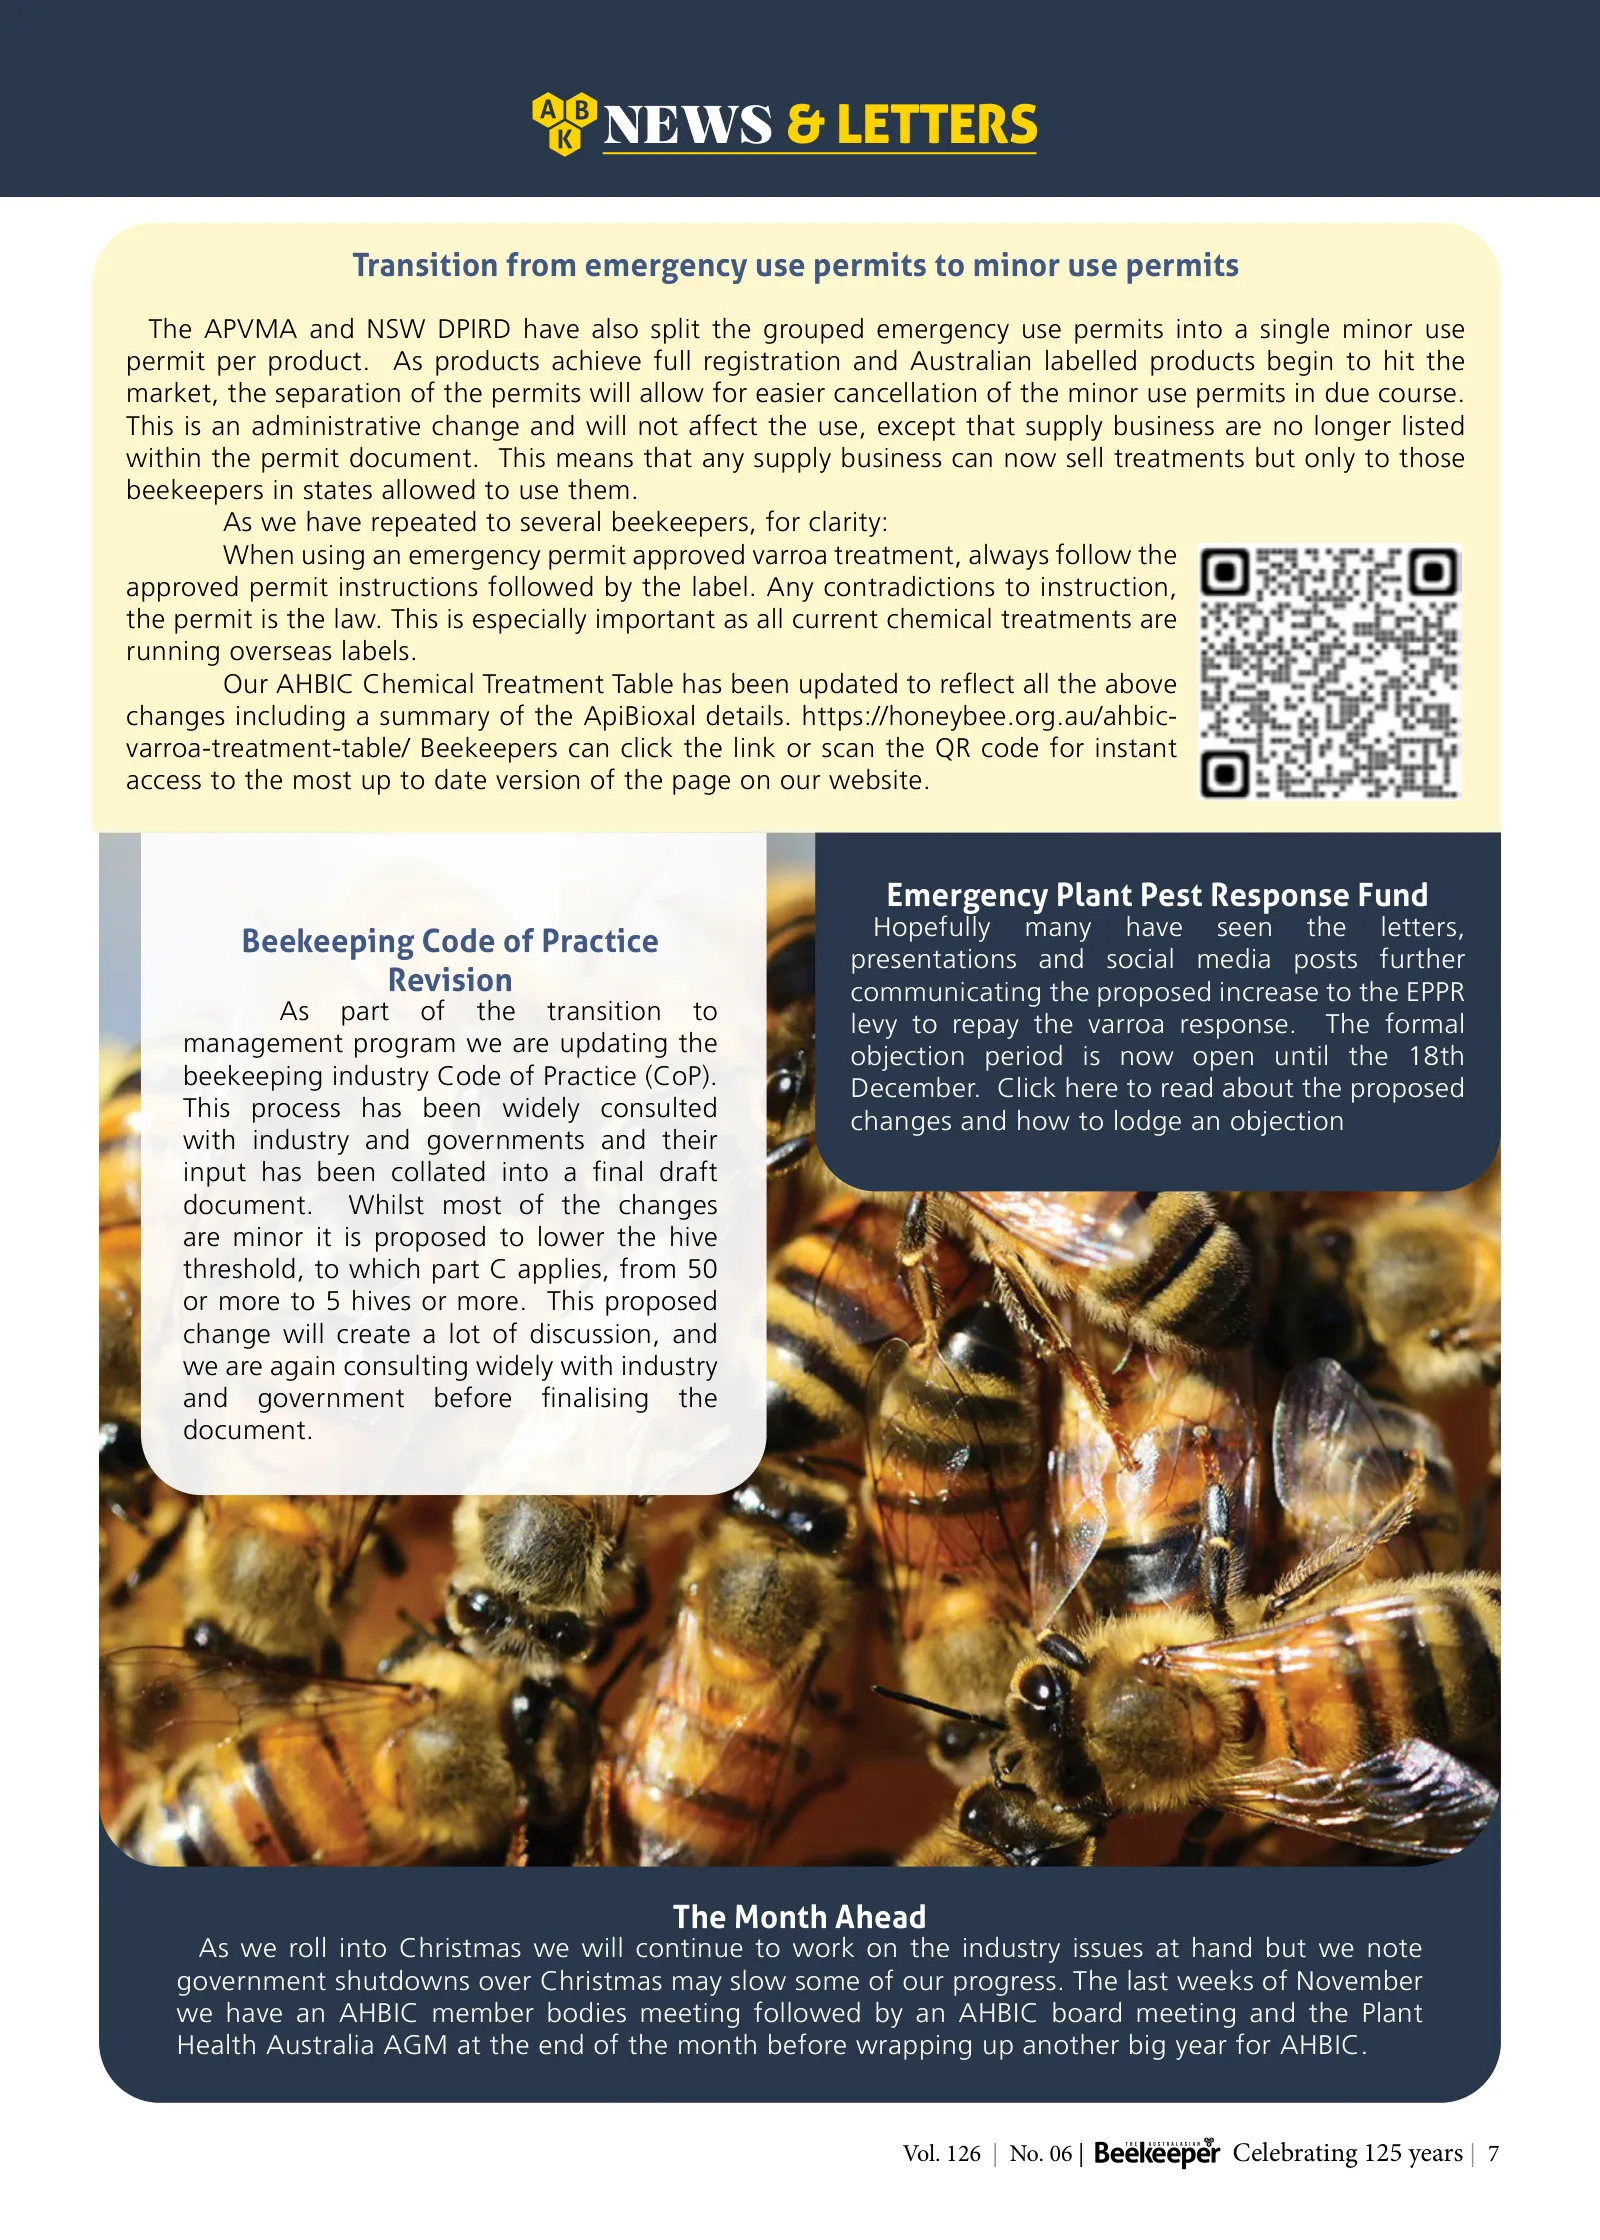 A B K NEWS & LETTERS
Transition from emergency use permits to minor use permits
The APVMA and NSW DPIRD have also split the grouped emergency use permits into a single minor use
permit per product. As products achieve full registration and Australian labelled products begin to hit the
market, the separation of the permits will allow for easier cancellation of the minor use permits in due course.
This is an administrative change and will not affect the use, except that supply business are no longer listed
within the permit document. This means that any supply business can now sell treatments but only to those
beekeepers in states allowed to use them.
As we have repeated to several beekeepers, for clarity:
When using an emergency permit approved varroa treatment, always follow the
approved permit instructions followed by the label. Any contradictions to instruction,
the permit is the law. This is especially important as all current chemical treatments are
running overseas labels.
Our AHBIC Chemical Treatment Table has been updated to reflect all the above
changes including a summary of the ApiBioxal details. https://honeybee.org.au/ahbic-
varroa-treatment-table/ Beekeepers can click the link or scan the QR code for instant
access to the most up to date version of the page on our website.
Beekeeping Code of Practice
Revision
As part of the transition to
management program we are updating the
beekeeping industry Code of Practice (CoP).
This process has been widely consulted
with industry and governments and their
input has been collated into a final draft
document. Whilst most of the changes
are minor it is proposed to lower the hive
threshold, to which part C applies, from 50
or more to 5 hives or more. This proposed
change will create a lot of discussion, and
we are again consulting widely with industry
and government before finalising the
document.
Emergency Plant Pest Response Fund
Hopefully many have seen the letters,
presentations and social media posts further
communicating the proposed increase to the EPPR
levy to repay the varroa response. The formal
objection period is now open until the 18th
December. Click here to read about the proposed
changes and how to lodge an objection
The Month Ahead
As we roll into Christmas we will continue to work on the industry issues at hand but we note
government shutdowns over Christmas may slow some of our progress. The last weeks of November
we have an AHBIC member bodies meeting followed by an AHBIC board meeting and the Plant
Health Australia AGM at the end of the month before wrapping up another big year for AHBIC.
Vol. 126 | No. 06 | THE AUSTRALASIAN Beekeeper Celebrating 125 years | 7